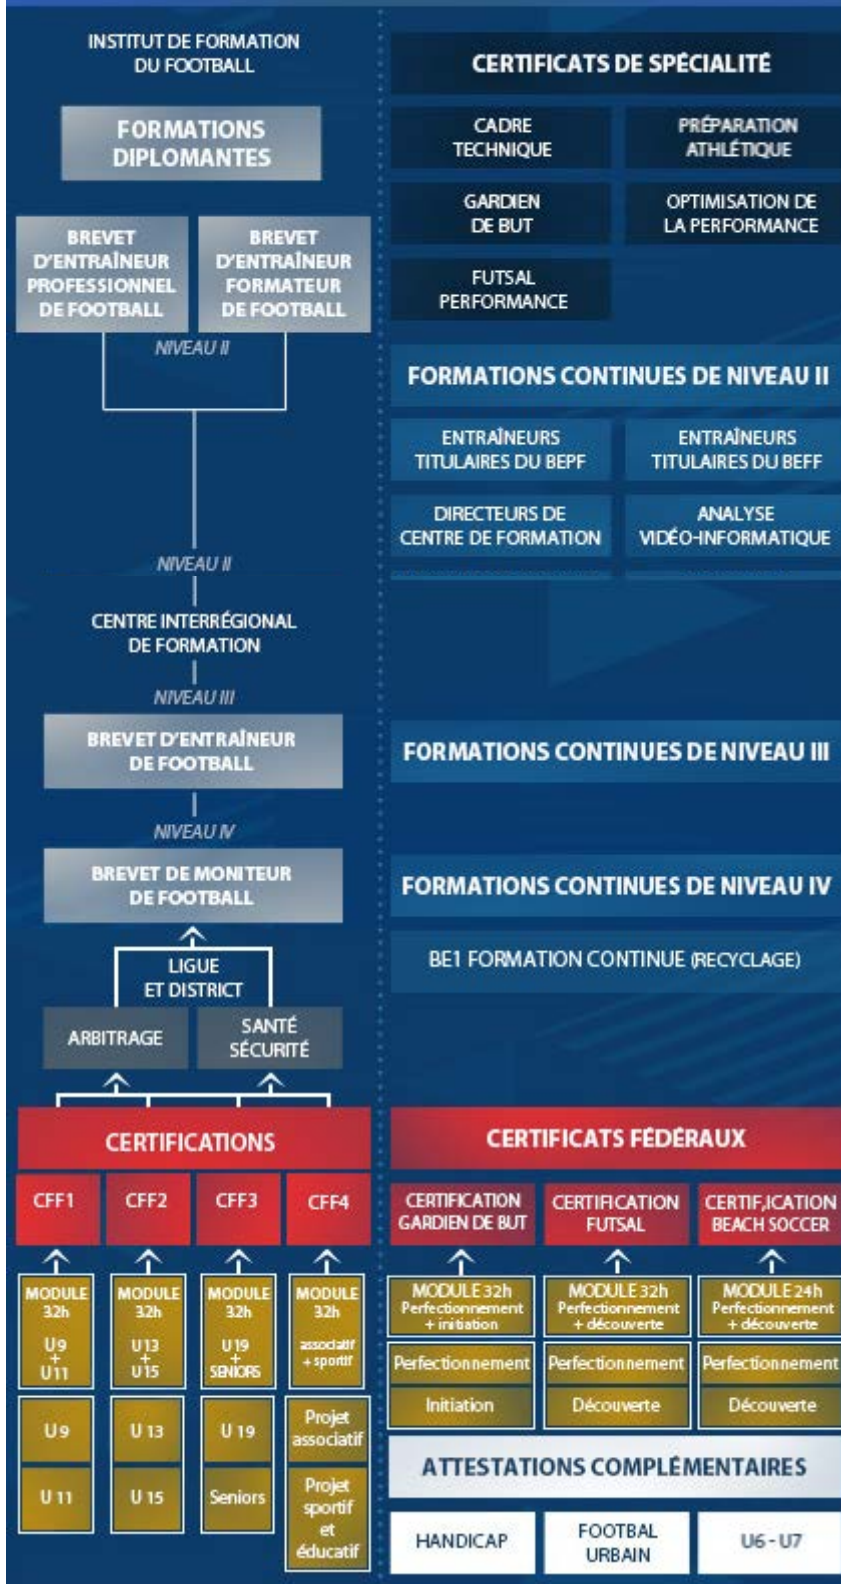 INSTITUT DE FORMATION
DU FOOTBALL
FORMATIONS
DIPLOMANTES
BREVET
D'ENTRAÎNEUR
PROFESSIONNEL
DE FOOTBALL
BREVET
D'ENTRAÎNEUR
FORMATEUR
DE FOOTBALL
NIVEAU II
NIVEAU II
CENTRE INTERRÉGIONAL
DE FORMATION
NIVEAU III
BREVET D'ENTRAÎNEUR
DE FOOTBALL
NIVEAU IV
BREVET DE MONITEUR
DE FOOTBALL
LIGUE
ET DISTRICT
ARBITRAGE
SANTÉ
SÉCURITÉ
CERTIFICATIONS
CFF1
CFF2
CFF3
CFF4
MODULE
32h
U9
+
U11
MODULE
32h
U13
+
U15
MODULE
32h
U19
+
SENIORS
MODULE
32h
associatif
+ sportif
U 9
U 13
U 19
Projet
associatif
U 11
U 15
Seniors
Projet
sportif
et
éducatif
CERTIFICATS DE SPÉCIALITÉ
CADRE
TECHNIQUE
PRÉPARATION
ATHLÉTIQUE
GARDIEN
DE BUT
OPTIMISATION DE
LA PERFORMANCE
FUTSAL
PERFORMANCE
FORMATIONS CONTINUES DE NIVEAU II
ENTRAÎNEURS
TITULAIRES DU BEPF
ENTRAÎNEURS
TITULAIRES DU BEFF
DIRECTEURS DE
CENTRE DE FORMATION
ANALYSE
VIDÉO-INFORMATIQUE
FORMATIONS CONTINUES DE NIVEAU III
FORMATIONS CONTINUES DE NIVEAU IV
BE1 FORMATION CONTINUE (RECYCLAGE)
CERTIFICATS FÉDÉRAUX
CERTIFICATION
GARDIEN DE BUT
CERTIFICATION
FUTSAL
CERTIF,ICATION
BEACH SOCCER
MODULE 32h
Perfectionnement
+ initiation
MODULE 32h
Perfectionnement
+ découverte
MODULE 24h
Perfectionnement
+ découverte
Perfectionnement
Perfectionnement
Perfectionnement
Initiation
Découverte
Découverte
ATTESTATIONS COMPLÉMENTAIRES
HANDICAP
FOOTBAL
URBAIN
U6 - U7